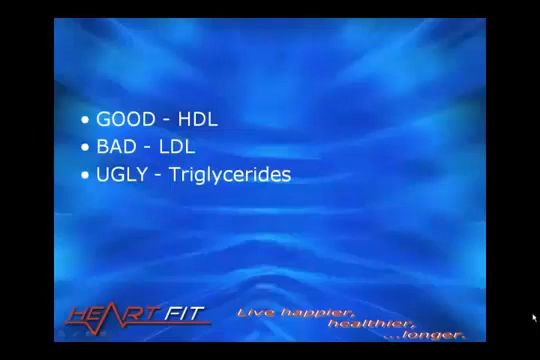 • GOOD - HDL
• BAD - LDL
• UGLY - Triglycerides
HEART FIT
Live happier,
healthier,
...longer.